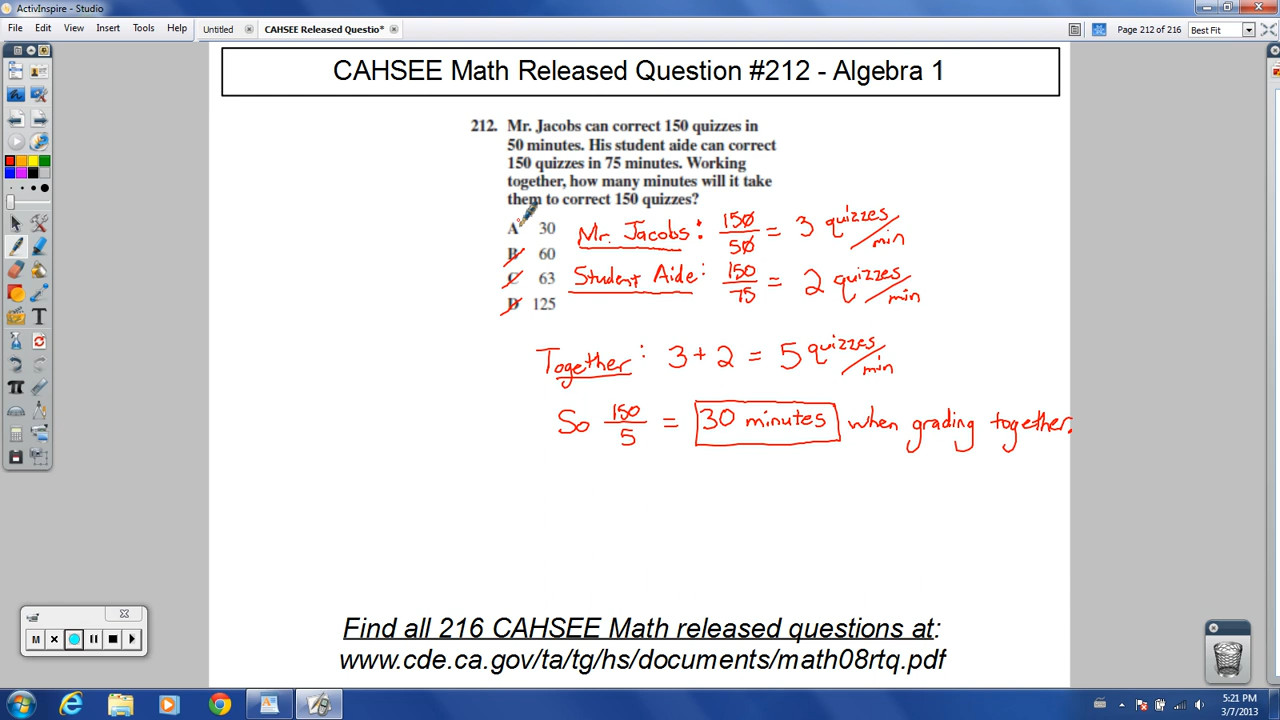 ActivInspire - Studio
File Edit View Insert Tools Help
Untitled
CAHSEE Released Questio*
Page 212 of 216
Best Fit
CAHSEE Math Released Question #212 - Algebra 1
212. Mr. Jacobs can correct 150 quizzes in
50 minutes. His student aide can correct
150 quizzes in 75 minutes. Working
together, how many minutes will it take
them to correct 150 quizzes?
A 30
B 60
C 63
D 125
Mr. Jacobs: 150/50 = 3 quizzes/min
Student Aide: 150/75 = 2 quizzes/min
Together: 3 + 2 = 5 quizzes/min
So 150/5 = 30 minutes when grading together.
Find all 216 CAHSEE Math released questions at:
www.cde.ca.gov/ta/tg/hs/documents/math08rtq.pdf
M
5:21 PM
3/7/2013